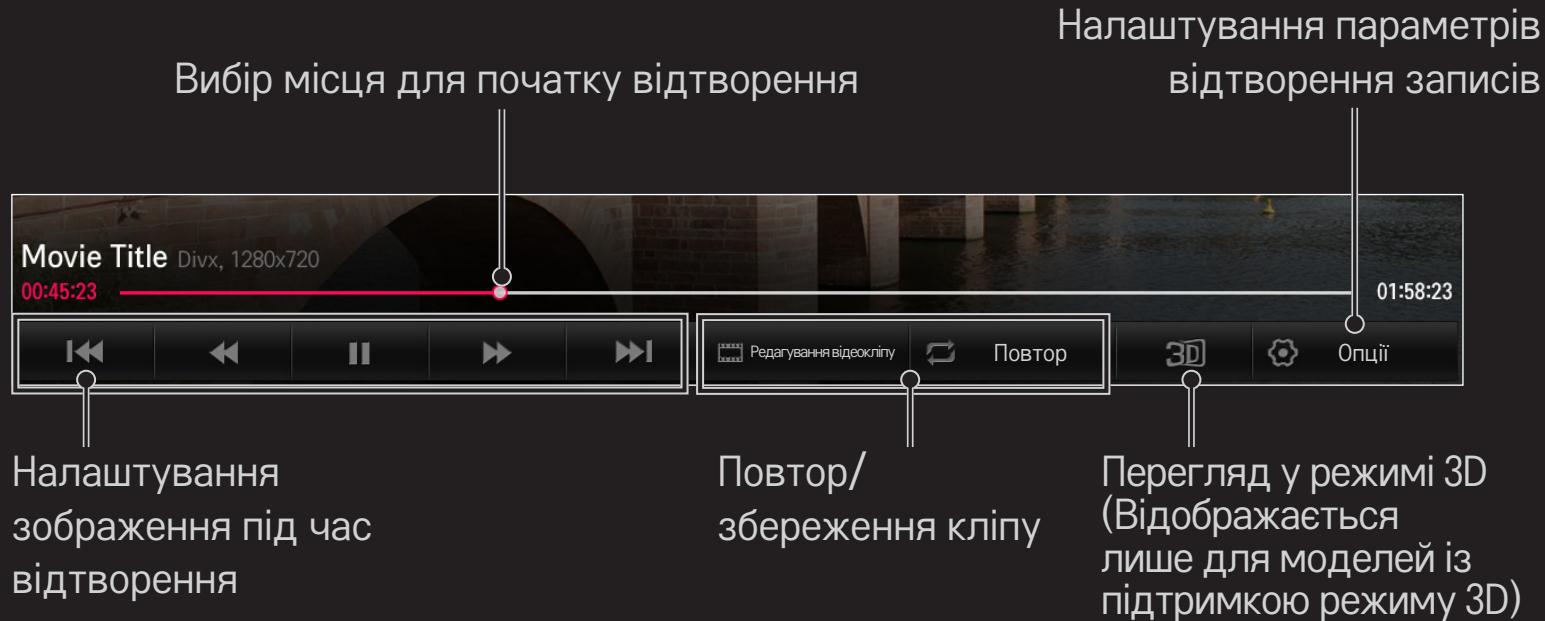 Налаштування параметрів
відтворення записів
Вибір місця для початку відтворення
Movie Title Divx, 1280x720
00:45:23
01:58:23
Редагування відеокліпу
Повтор
3D
Опції
Налаштування
зображення під час
відтворення
Повтор/
збереження кліпу
Перегляд у режимі 3D
(Відображається
лише для моделей із
підтримкою режиму 3D)